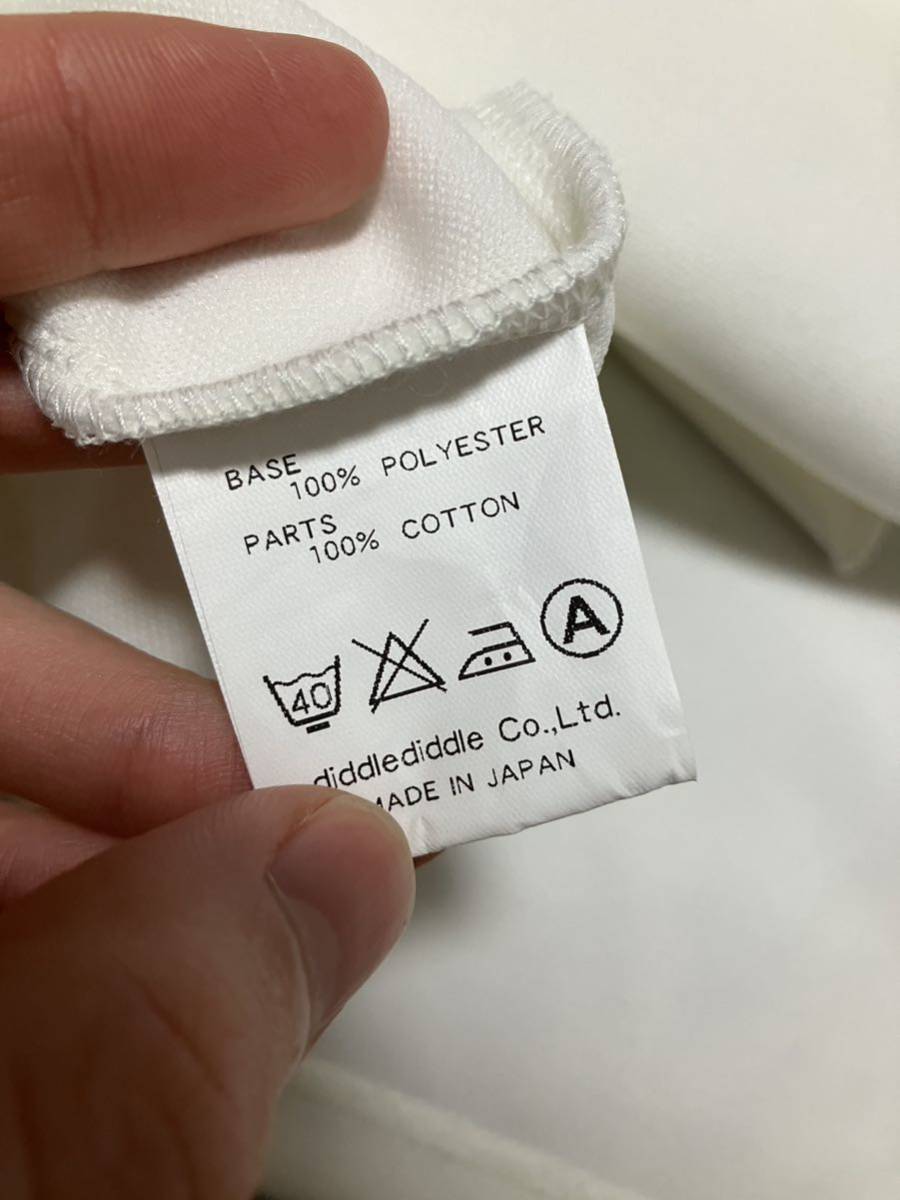 BASE
100% POLYESTER
PARTS
100% COTTON
40
A
diddlediddle Co.,Ltd.
MADE IN JAPAN